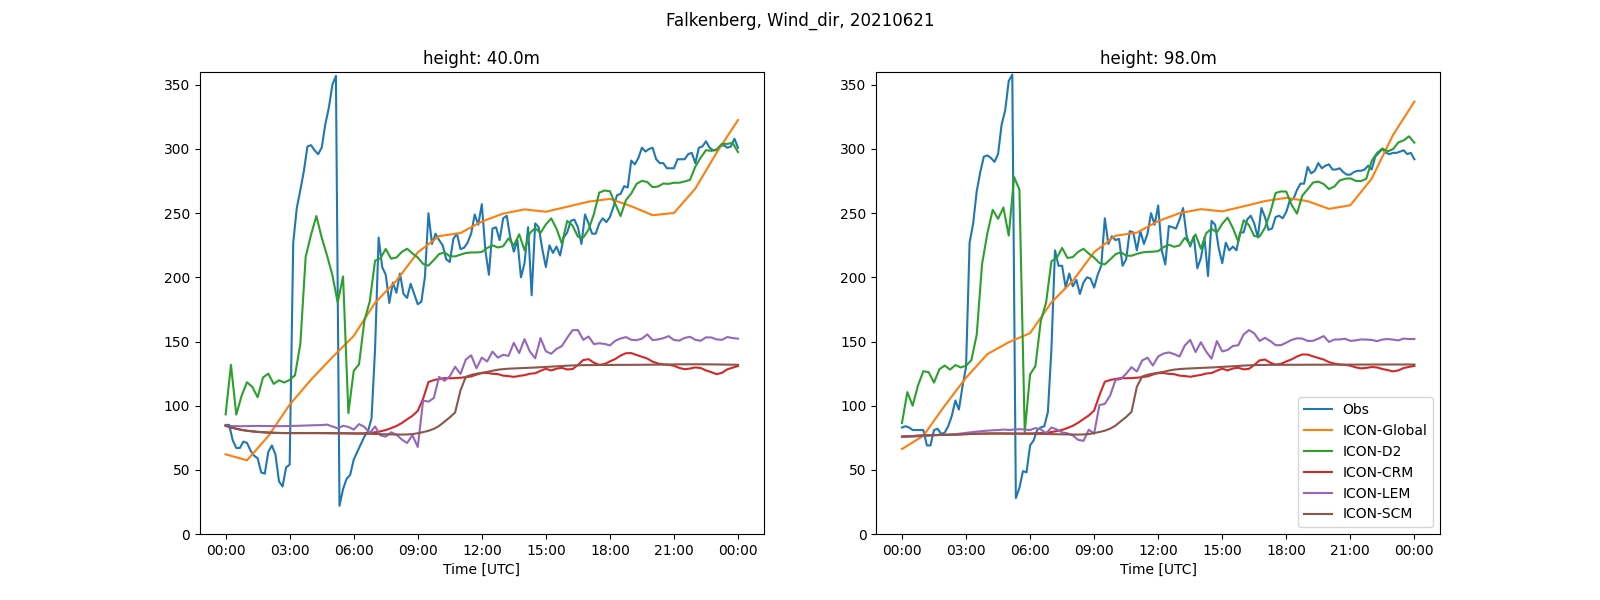 Falkenberg, Wind_dir, 20210621
height: 40.0m
350
300
250
200
150
100
50
0
00:00 03:00 06:00 09:00 12:00 15:00 18:00 21:00 00:00
Time [UTC]
height: 98.0m
350
300
250
200
150
100
50
0
00:00 03:00 06:00 09:00 12:00 15:00 18:00 21:00 00:00
Time [UTC]
Obs
ICON-Global
ICON-D2
ICON-CRM
ICON-LEM
ICON-SCM